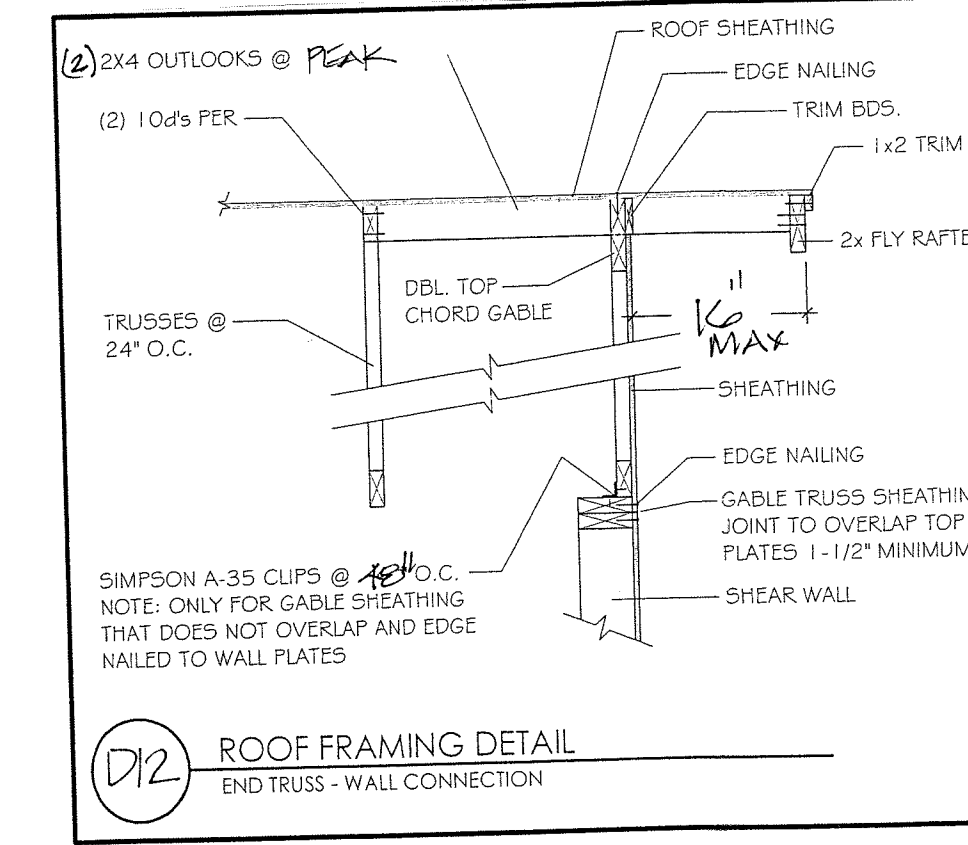 (2) 2X4 OUTLOOKS @ PEAK
(2) 10d's PER
ROOF SHEATHING
EDGE NAILING
TRIM BDS.
1x2 TRIM
2x FLY RAFTE
DBL. TOP
CHORD GABLE
16"
MAX
TRUSSES @
24" O.C.
SHEATHING
EDGE NAILING
GABLE TRUSS SHEATHIN
JOINT TO OVERLAP TOP
PLATES 1-1/2" MINIMUM
SIMPSON A-35 CLIPS @ 48" O.C.
NOTE: ONLY FOR GABLE SHEATHING
THAT DOES NOT OVERLAP AND EDGE
NAILED TO WALL PLATES
SHEAR WALL
D12
ROOF FRAMING DETAIL
END TRUSS - WALL CONNECTION